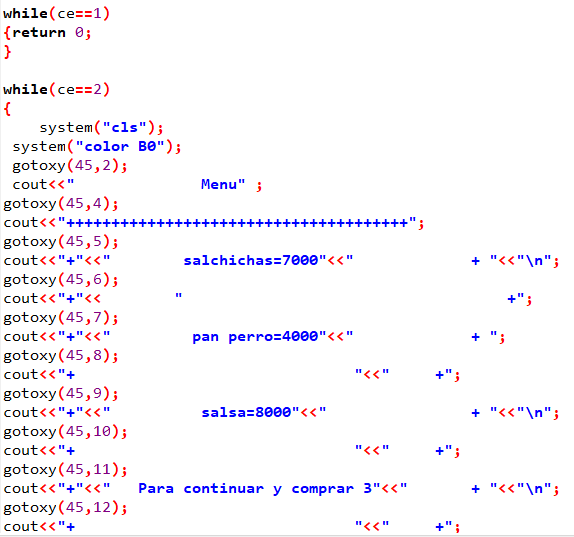 while(ce==1)
{return 0;
}
while(ce==2)
{
    system("cls");
 system("color B0");
 gotoxy(45,2);
 cout<<"              Menu" ;
gotoxy(45,4);
cout<<"++++++++++++++++++++++++++++++++++++++";
gotoxy(45,5);
cout<<"+"<<"        salchichas=7000"<<"             + "<<"\n";
gotoxy(45,6);
cout<<"+"<<        "                                    +";
gotoxy(45,7);
cout<<"+"<<"         pan perro=4000"<<"             + ";
gotoxy(45,8);
cout<<"+                               "<<"     +";
gotoxy(45,9);
cout<<"+"<<"          salsa=8000"<<"                + "<<"\n";
gotoxy(45,10);
cout<<"+                               "<<"     +";
gotoxy(45,11);
cout<<"+"<<"   Para continuar y comprar 3"<<"       + "<<"\n";
gotoxy(45,12);
cout<<"+                               "<<"     +";